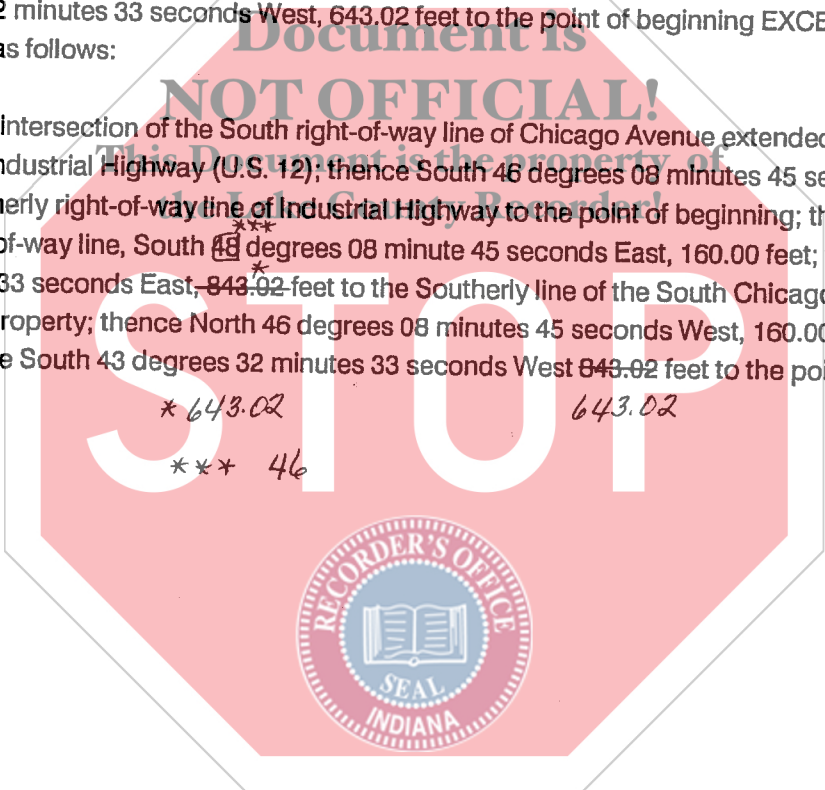 2 minutes 33 seconds West, 643.02 feet to the point of beginning EXCE
Document is
as follows:
NOT OFFICIAL!
intersection of the South right-of-way line of Chicago Avenue extended
This Document is the property of
ndustrial Highway (U.S. 12); thence South 46 degrees 08 minutes 45 se
the Lake County Recorder!
herly right-of-way line of Industrial Highway to the point of beginning; th
***
of-way line, South 48 degrees 08 minute 45 seconds East, 160.00 feet;
*
33 seconds East, 843.02 feet to the Southerly line of the South Chicago
roperty; thence North 46 degrees 08 minutes 45 seconds West, 160.00
e South 43 degrees 32 minutes 33 seconds West 843.02 feet to the poi
* 643.02 643.02
*** 46
STOP
RECORDER'S OFFICE
SEAL
INDIANA